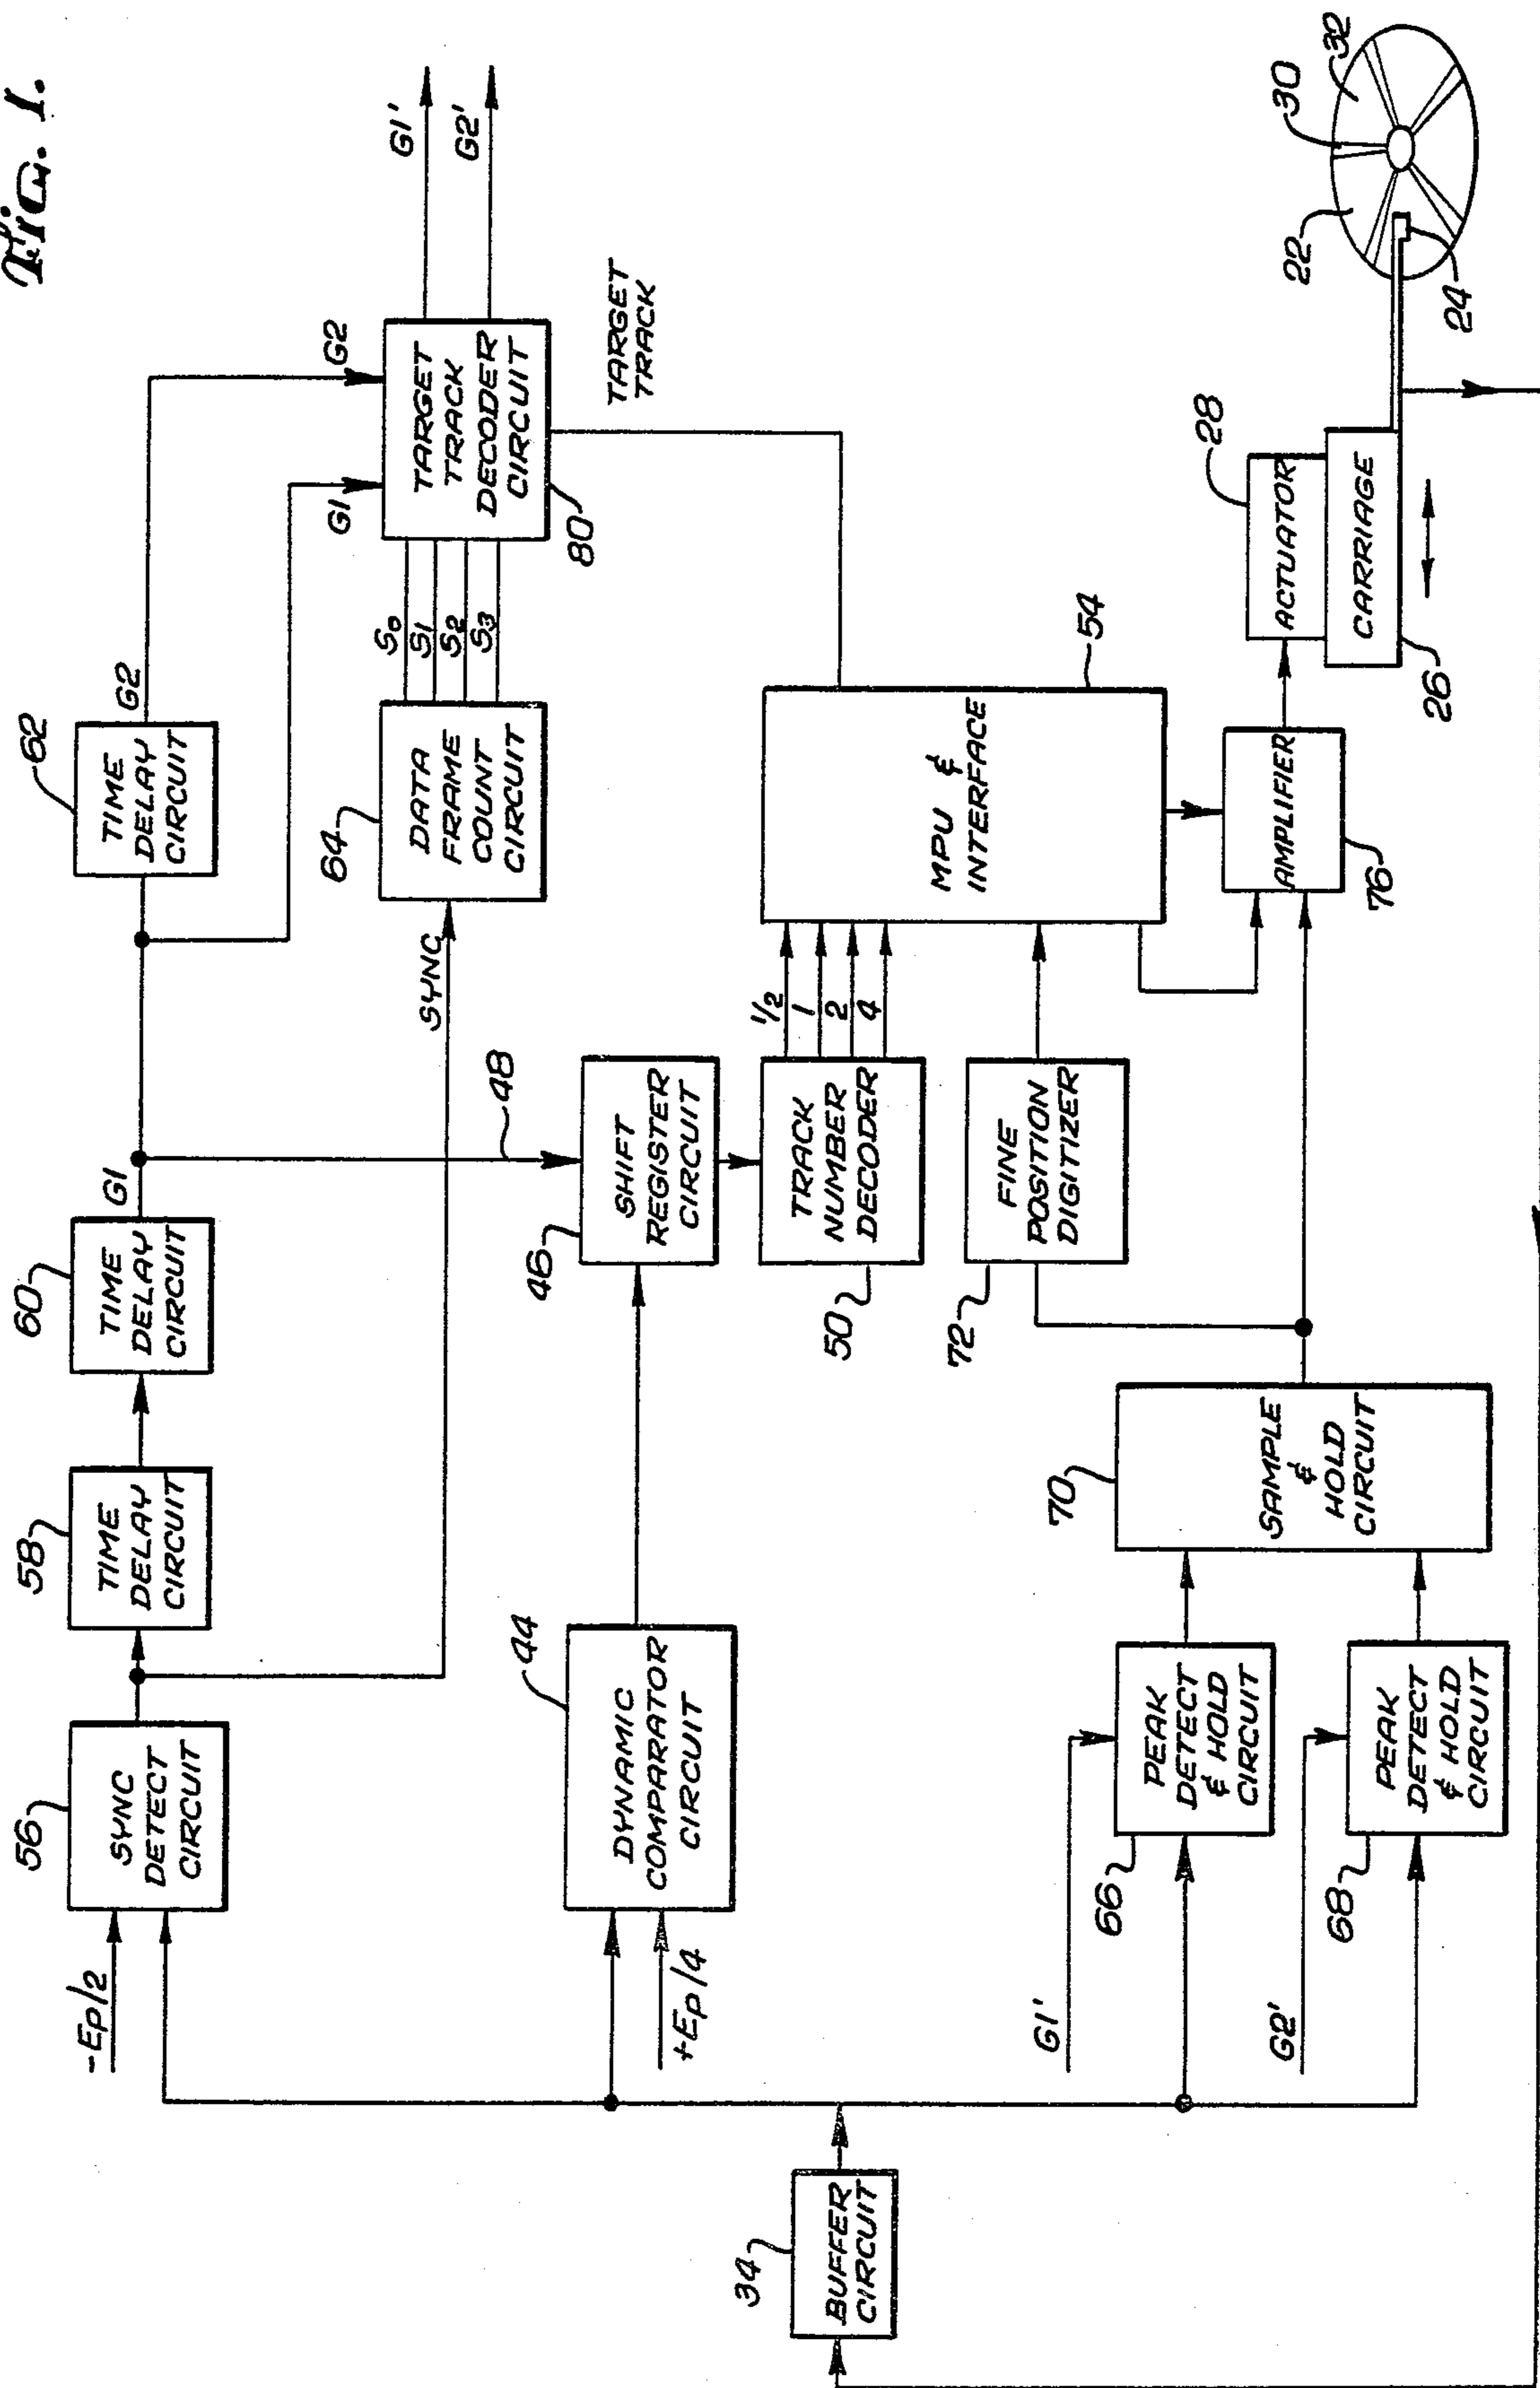 Fig. 1.
56
SYNC
DETECT
CIRCUIT
-Ep/2
58
TIME
DELAY
CIRCUIT
60
TIME
DELAY
CIRCUIT
G1
62
TIME
DELAY
CIRCUIT
G2
G1
G2
SYNC
64
DATA
FRAME
COUNT
CIRCUIT
S0
S1
S2
S3
TARGET
TRACK
DECODER
CIRCUIT
80
G1'
G2'
TARGET
TRACK
44
DYNAMIC
COMPARATOR
CIRCUIT
+Ep/4
46
SHIFT
REGISTER
CIRCUIT
48
TRACK
NUMBER
DECODER
50
1/2
1
2
4
MPU &
INTERFACE
54
34
BUFFER
CIRCUIT
G1'
66
PEAK
DETECT
& HOLD
CIRCUIT
G2'
68
PEAK
DETECT
& HOLD
CIRCUIT
70
SAMPLE
&
HOLD
CIRCUIT
72
FINE
POSITION
DIGITIZER
AMPLIFIER
76
ACTUATOR
28
CARRIAGE
26
22
24
30
32